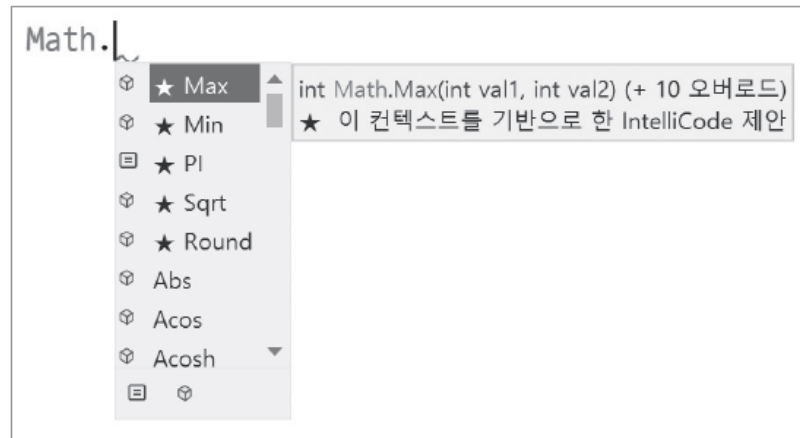 Math.
★ Max
★ Min
★ PI
★ Sqrt
★ Round
Abs
Acos
Acosh
int Math.Max(int val1, int val2) (+ 10 오버로드)
★ 이 컨텍스트를 기반으로 한 IntelliCode 제안